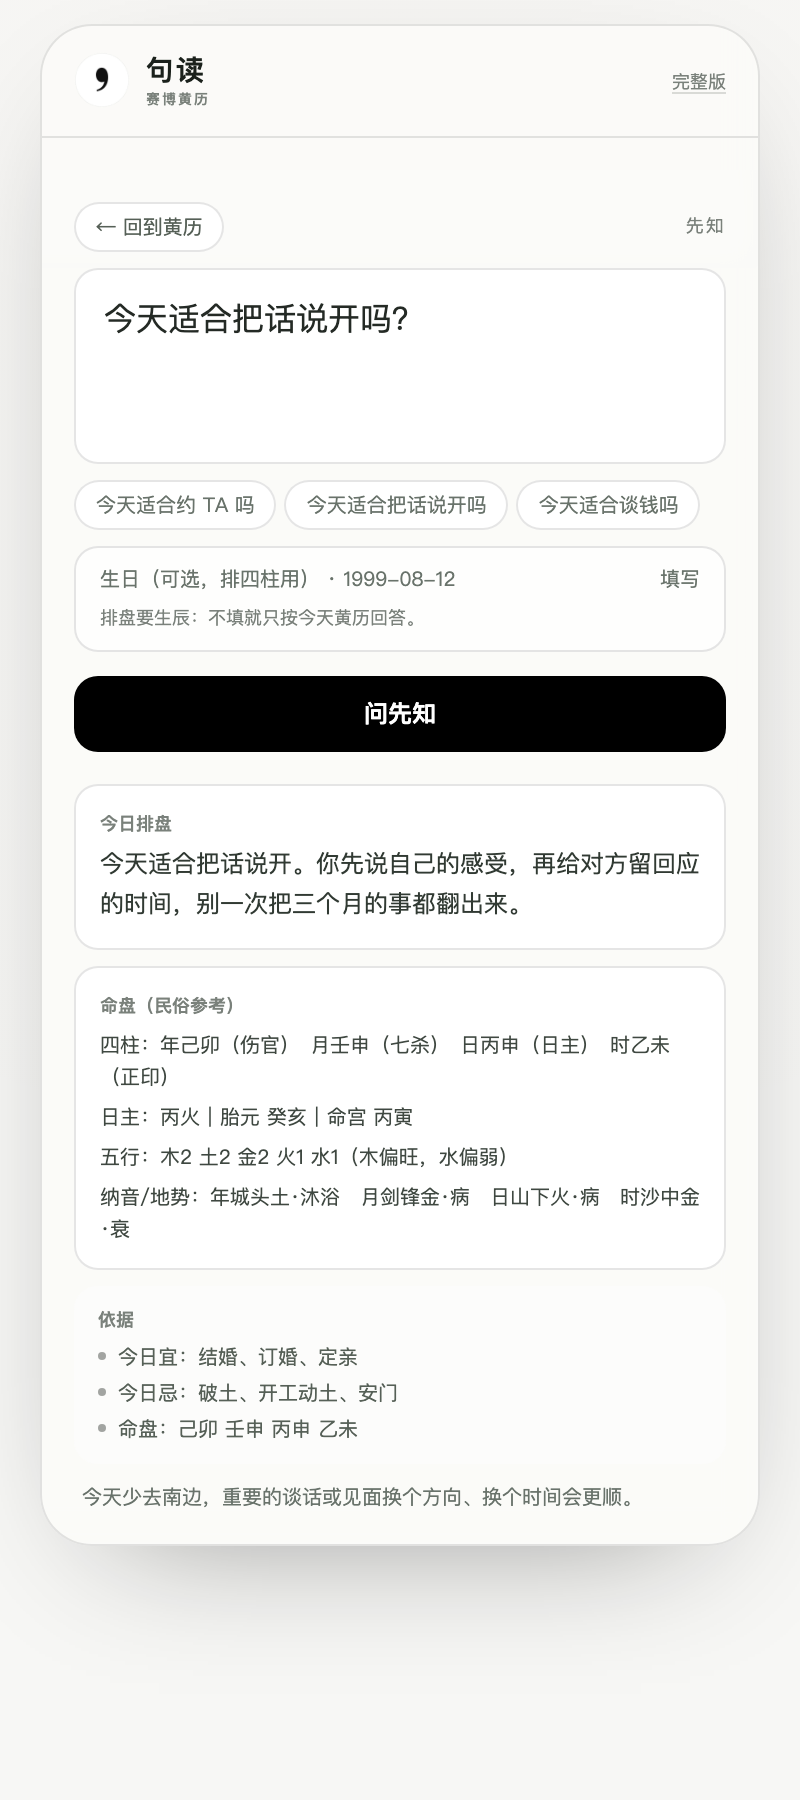 句读
赛博黄历
完整版
← 回到黄历
先知
今天适合把话说开吗?
今天适合约 TA 吗
今天适合把话说开吗
今天适合谈钱吗
生日（可选，排四柱用） · 1999-08-12
填写
排盘要生辰：不填就只按今天黄历回答。
问先知
今日排盘
今天适合把话说开。你先说自己的感受，再给对方留回应
的时间，别一次把三个月的事都翻出来。
命盘（民俗参考）
四柱：年己卯（伤官） 月壬申（七杀） 日丙申（日主） 时乙未
（正印）
日主：丙火｜胎元 癸亥｜命宫 丙寅
五行：木2 土2 金2 火1 水1（木偏旺，水偏弱）
纳音/地势：年城头土·沐浴 月剑锋金·病 日山下火·病 时沙中金
·衰
依据
今日宜：结婚、订婚、定亲
今日忌：破土、开工动土、安门
命盘：己卯 壬申 丙申 乙未
今天少去南边，重要的谈话或见面换个方向、换个时间会更顺。